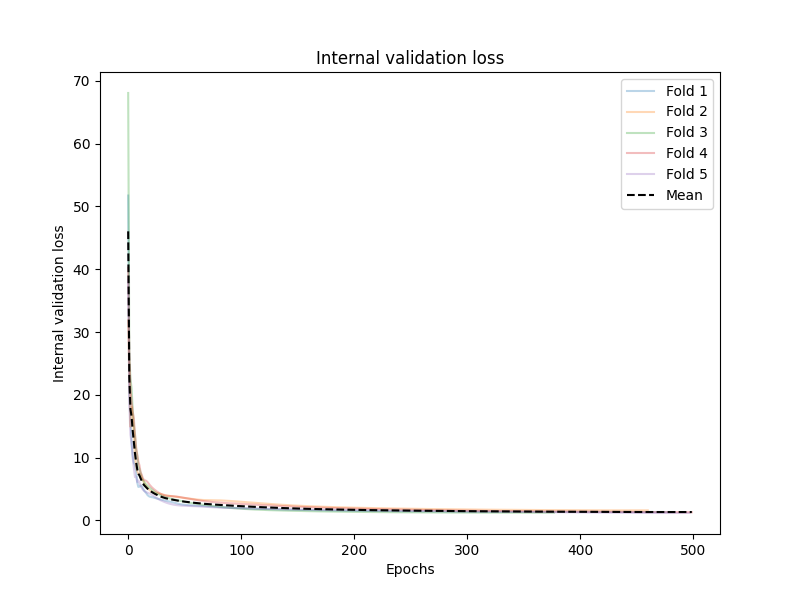 Internal validation loss
70
60
50
40
30
20
10
0
Internal validation loss
Fold 1
Fold 2
Fold 3
Fold 4
Fold 5
Mean
0 100 200 300 400 500
Epochs